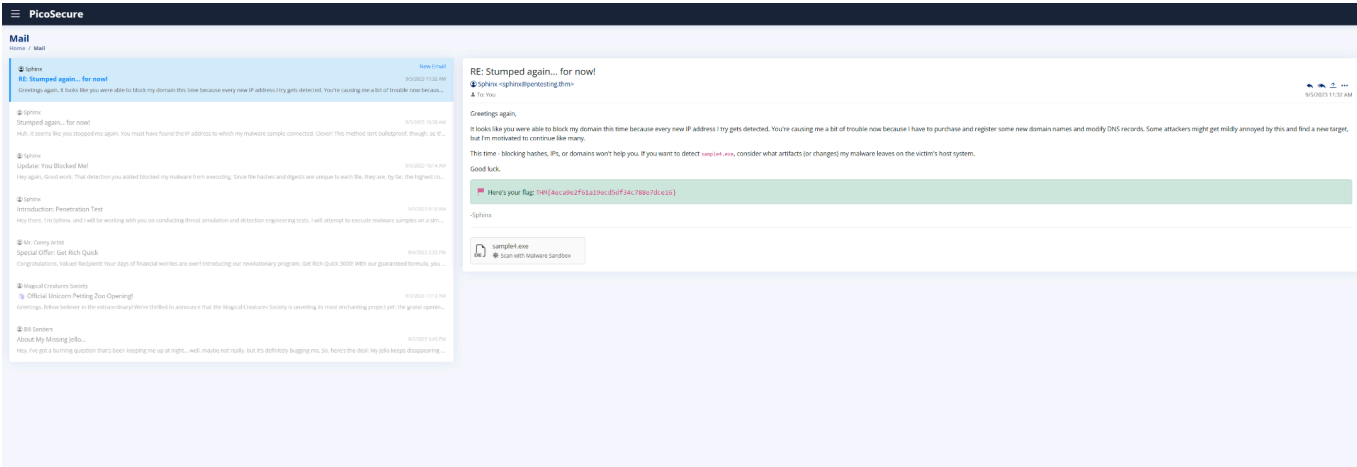 PicoSecure
Mail
Home / Mail
Sphinx
New Email
RE: Stumped again... for now!
9/5/2023 11:32 AM
Greetings again, It looks like you were able to block my domain this time because every new IP address I try gets detected. You're causing me a bit of trouble now becaus...
Sphinx
Stumped again... for now!
Huh. It seems like you stopped me again. You must have found the IP address to which my malware sample connected. Clever! This method isn't bulletproof, though, as it'...
Sphinx
Update: You Blocked Me!
Hey again, Good work. That detection you added blocked my malware from executing. Since file hashes and digests are unique to each file, they are, by far, the highest co...
Sphinx
Introduction: Penetration Test
Hey there, I'm Sphinx, and I will be working with you on conducting threat simulation and detection engineering tests. I will attempt to execute malware samples on a sim...
Mr. Coney Artist
Special Offer: Get Rich Quick
Congratulations, Valued Recipient! Your days of financial worries are over! Introducing our revolutionary program, Get Rich Quick 3000! With our guaranteed formula, you ...
Magical Creatures Society
Official Unicorn Petting Zoo Opening!
Greetings, fellow believer in the extraordinary! We're thrilled to announce that the Magical Creatures Society is unveiling its most enchanting project yet: the grand openin...
Bill Sanders
About My Missing Jello...
Hey, I've got a burning question that's been keeping me up at night... well, maybe not really, but it's definitely bugging me. So, here's the deal: My jello keeps disappearing ...
RE: Stumped again... for now!
Sphinx <sphinx@pentesting.thm>
To: You
9/5/2023 11:32 AM
Greetings again,
It looks like you were able to block my domain this time because every new IP address I try gets detected. You're causing me a bit of trouble now because I have to purchase and register some new domain names and modify DNS records. Some attackers might get mildly annoyed by this and find a new target,
but I'm motivated to continue like many.
This time - blocking hashes, IPs, or domains won't help you. If you want to detect sample4.exe, consider what artifacts (or changes) my malware leaves on the victim's host system.
Good luck.
Here's your flag: THM{4eca9e2f61a19ecd5df34c788e7dce16}
-Sphinx
sample4.exe
Scan with Malware Sandbox